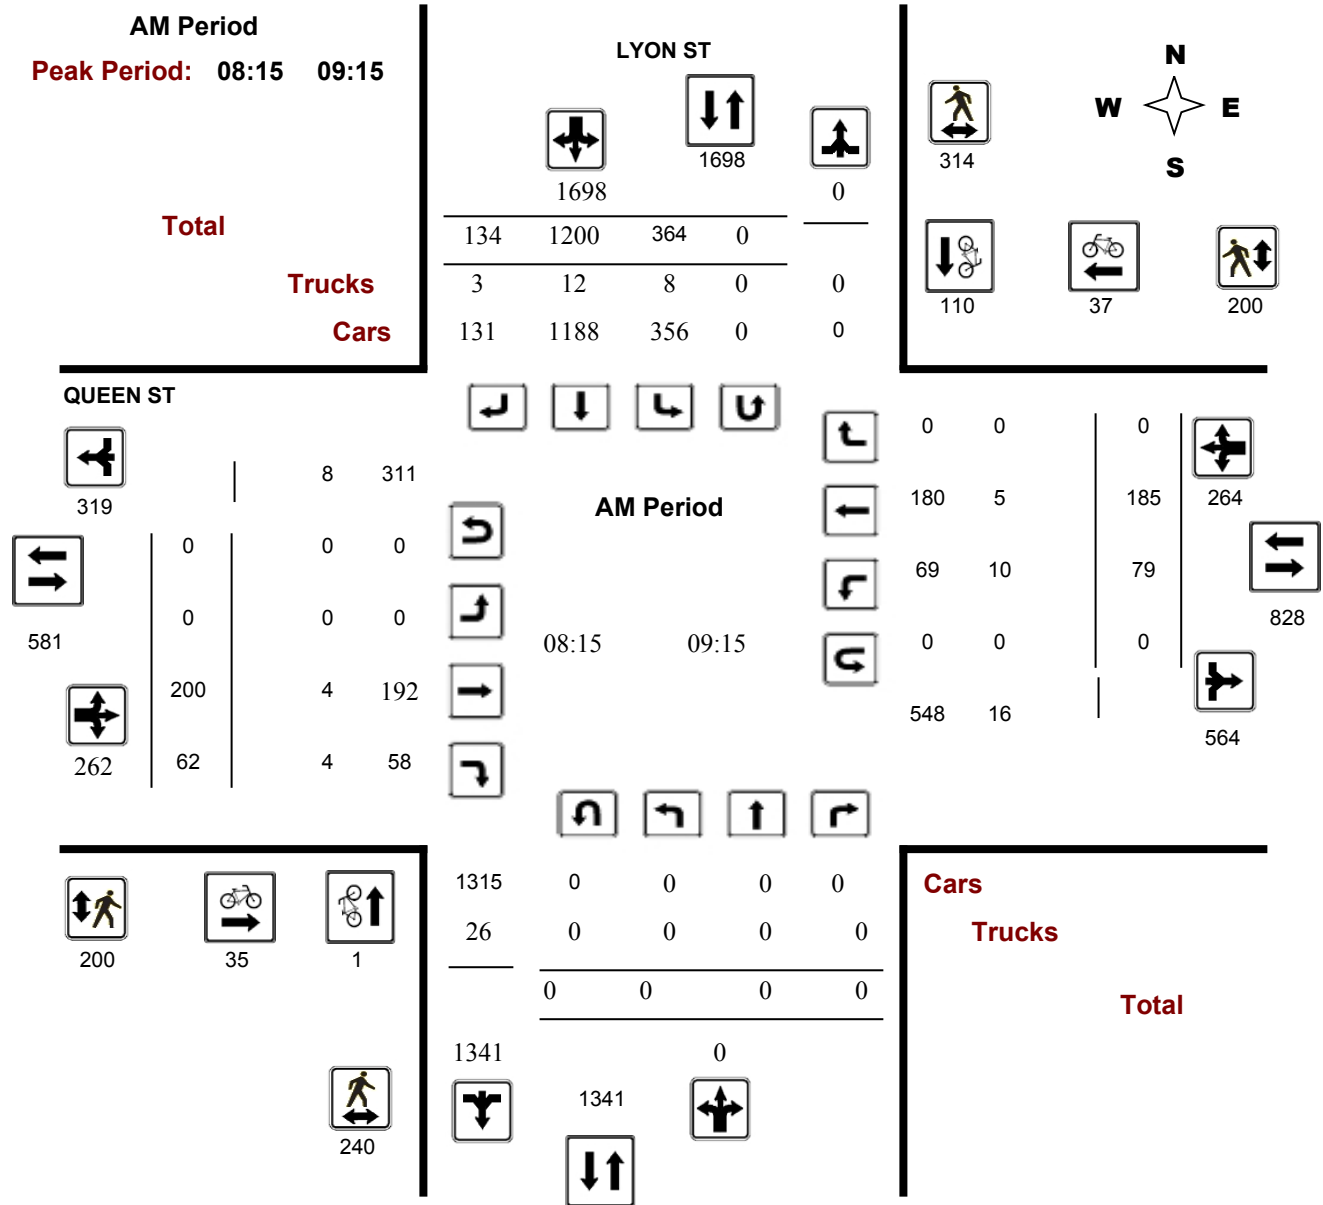 AM Period
Peak Period: 08:15 09:15
LYON ST
N
W E
S
1698
1698
0
314
Total
134 1200 364 0
Trucks
3 12 8 0 0
Cars
131 1188 356 0 0
110 37 200
QUEEN ST
319
8 311
0 0 0
581
0 0 0
200 4 192
262
62 4 58
AM Period
08:15 09:15
0 0 0
180 5 185
264
69 10 79
828
0 0 0
548 16
564
200 35 1
240
1315 0 0 0 0
26 0 0 0 0
0 0 0 0
1341 0
1341
Cars
Trucks
Total